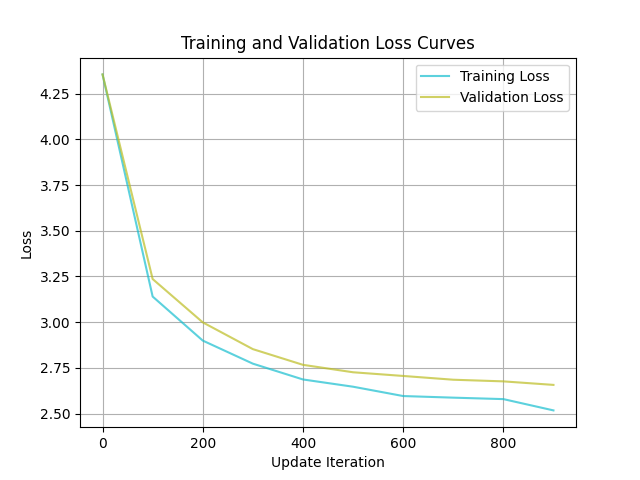 Training and Validation Loss Curves
Training Loss
Validation Loss
Loss
4.25
4.00
3.75
3.50
3.25
3.00
2.75
2.50
0 200 400 600 800
Update Iteration